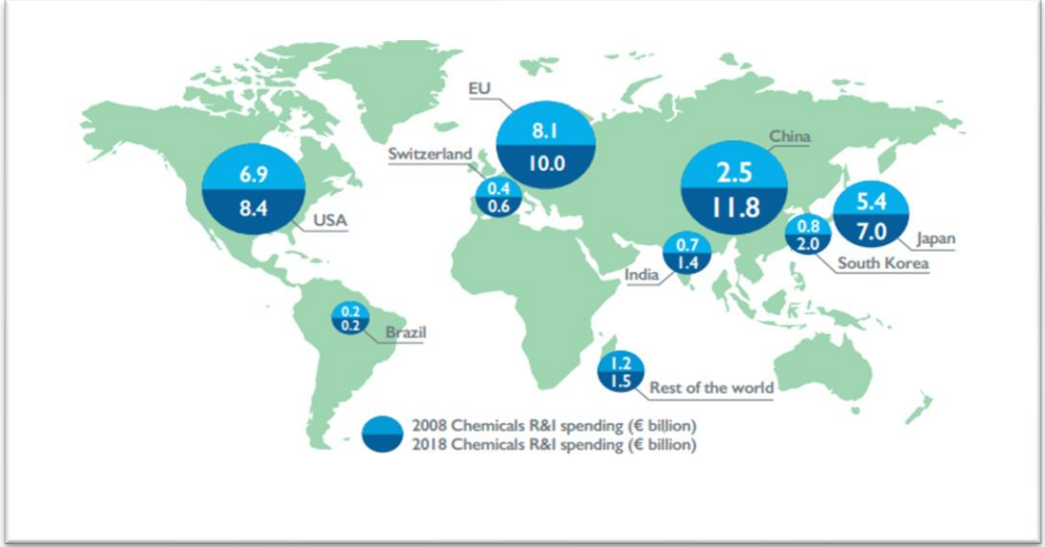 EU
8.1
10.0
China
2.5
11.8
Switzerland
0.4
0.6
6.9
8.4
USA
5.4
7.0
Japan
0.8
2.0
South Korea
0.7
1.4
India
0.2
0.2
Brazil
1.2
1.5
Rest of the world
2008 Chemicals R&I spending (€ billion)
2018 Chemicals R&I spending (€ billion)